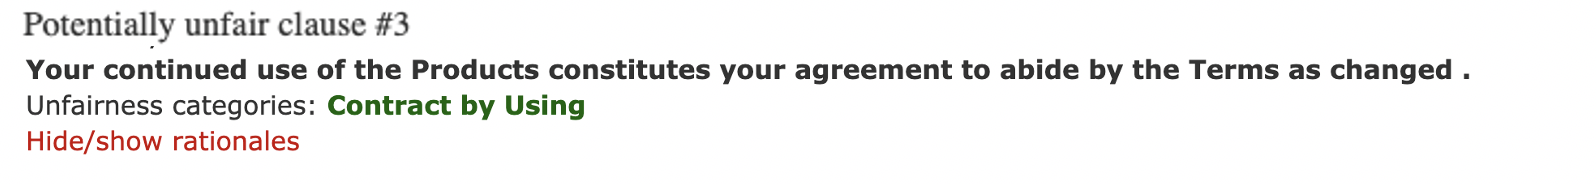 Potentially unfair clause #3
Your continued use of the Products constitutes your agreement to abide by the Terms as changed .
Unfairness categories: Contract by Using
Hide/show rationales